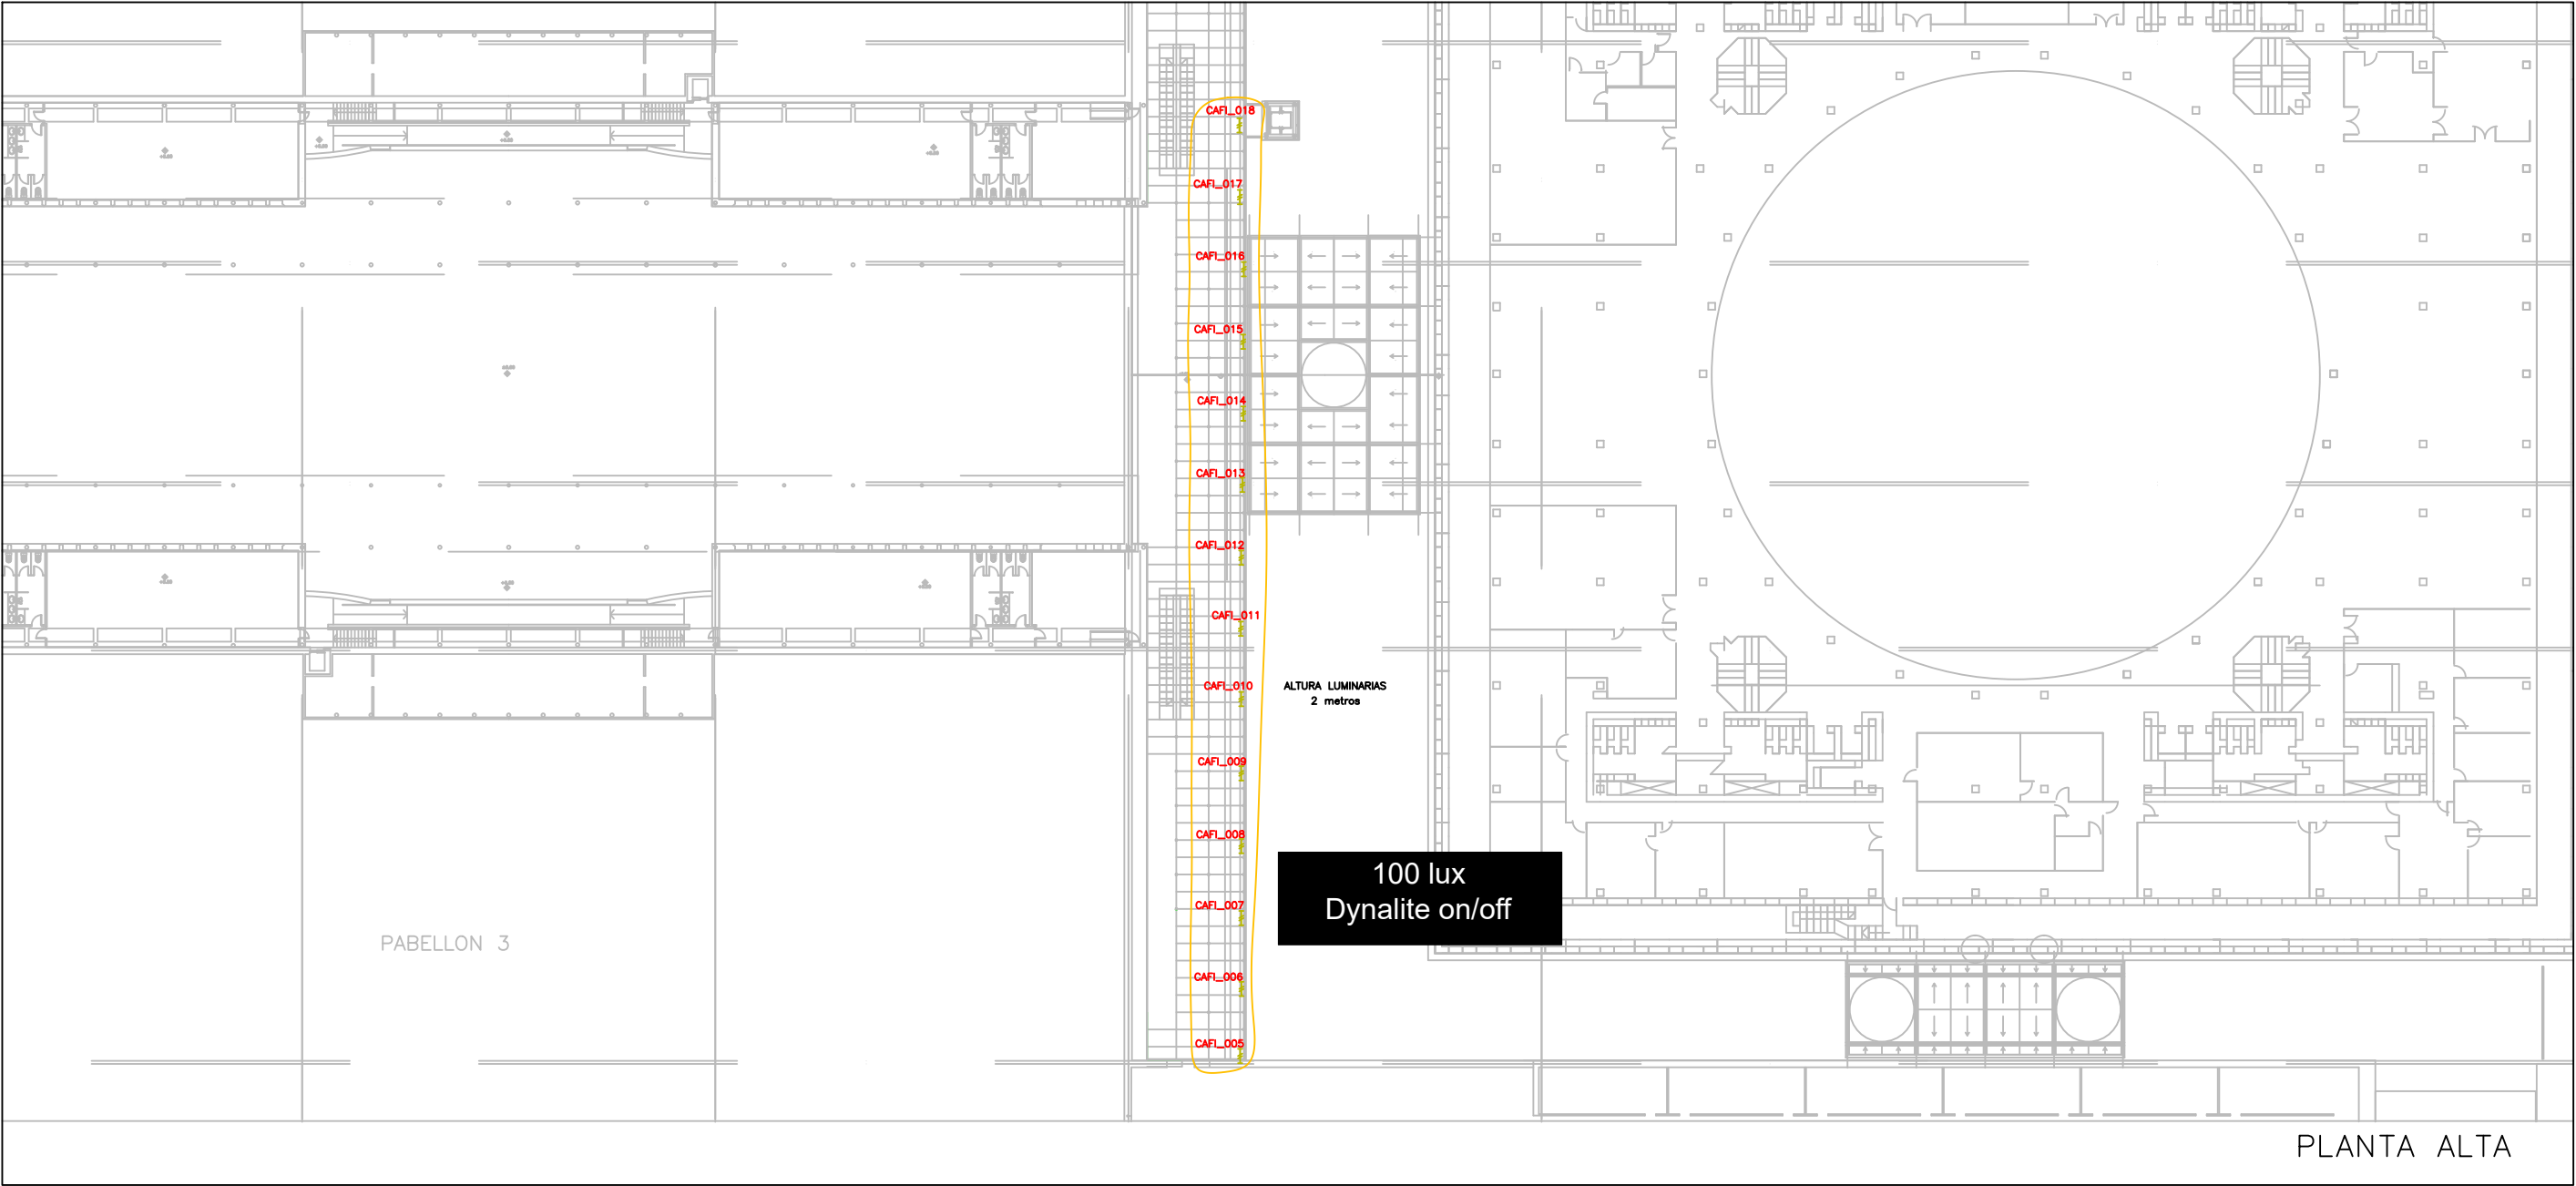 CAFI_018
CAFI_017
CAFI_016
CAFI_015
CAFI_014
CAFI_013
CAFI_012
CAFI_011
CAFI_010
ALTURA LUMINARIAS
2 metros
CAFI_009
CAFI_008
100 lux
Dynalite on/off
CAFI_007
PABELLON 3
CAFI_006
CAFI_005
PLANTA ALTA